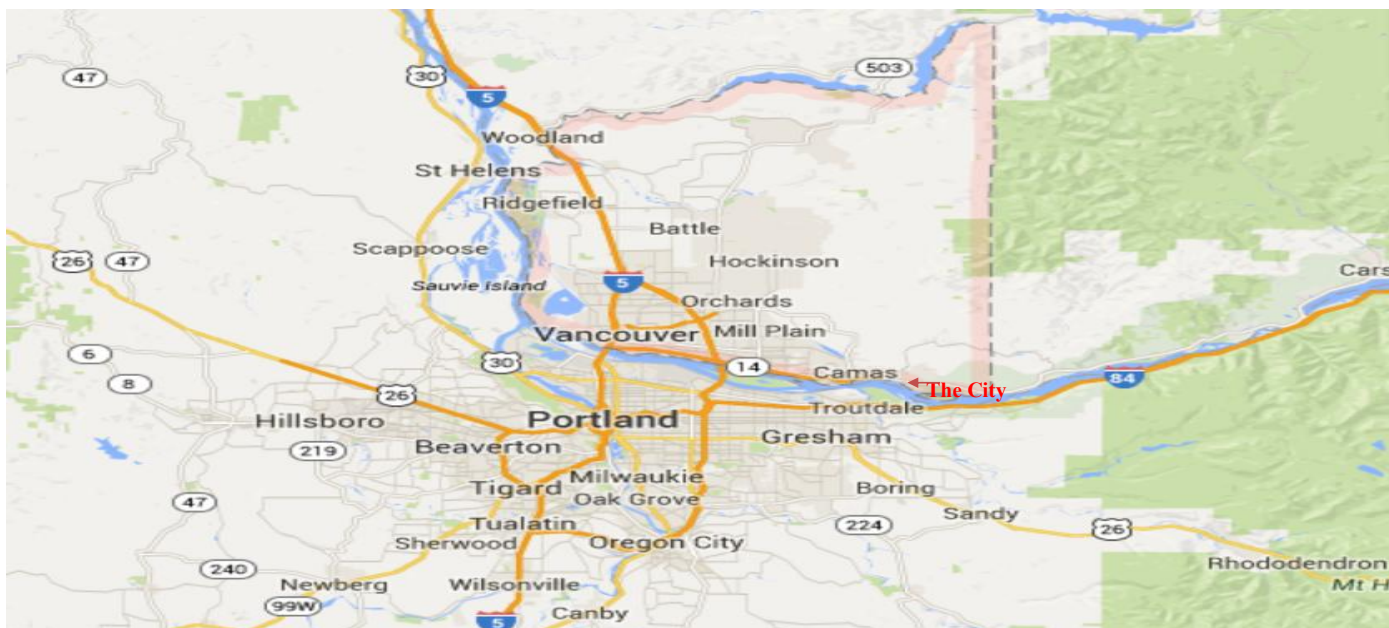 47
30
503
5
Woodland
St Helens
Ridgefield
Battle
Scappoose
26
47
Hockinson
Cars
Sauvie Island
5
Orchards
Vancouver
Mill Plain
6
30
14
Camas
84
8
26
The City
Troutdale
Hillsboro
Portland
Gresham
Beaverton
219
Milwaukie
Tigard
Oak Grove
Boring
47
Sandy
Tualatin
224
26
Sherwood
Oregon City
240
Rhododendron
Newberg
Wilsonville
Mt H
99W
Canby
5